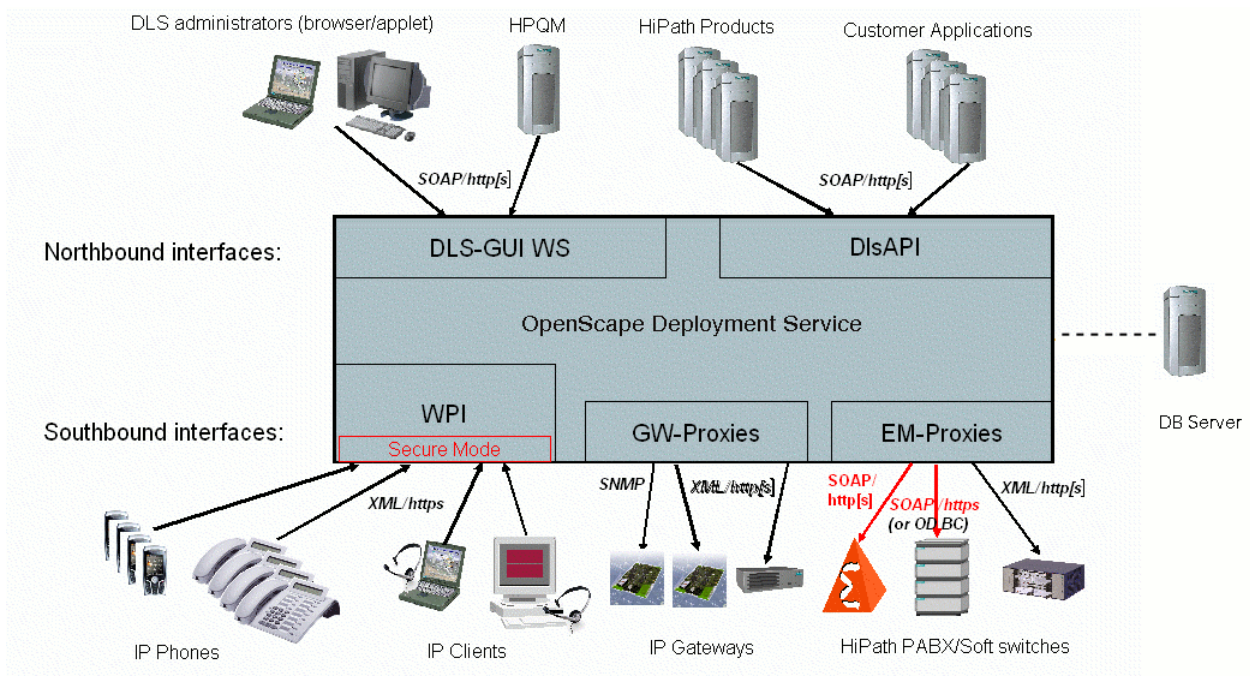 DLS administrators (browser/applet)
HPQM
HiPath Products
Customer Applications
SOAP/http[s]
SOAP/http[s]
Northbound interfaces:
DLS-GUI WS
DlsAPI
OpenScape Deployment Service
DB Server
Southbound interfaces:
WPI
Secure Mode
GW-Proxies
EM-Proxies
XML/https
SNMP
XML/http[s]
SOAP/
http[s]
SOAP/https
(or ODBC)
XML/http[s]
IP Phones
IP Clients
IP Gateways
HiPath PABX/Soft switches